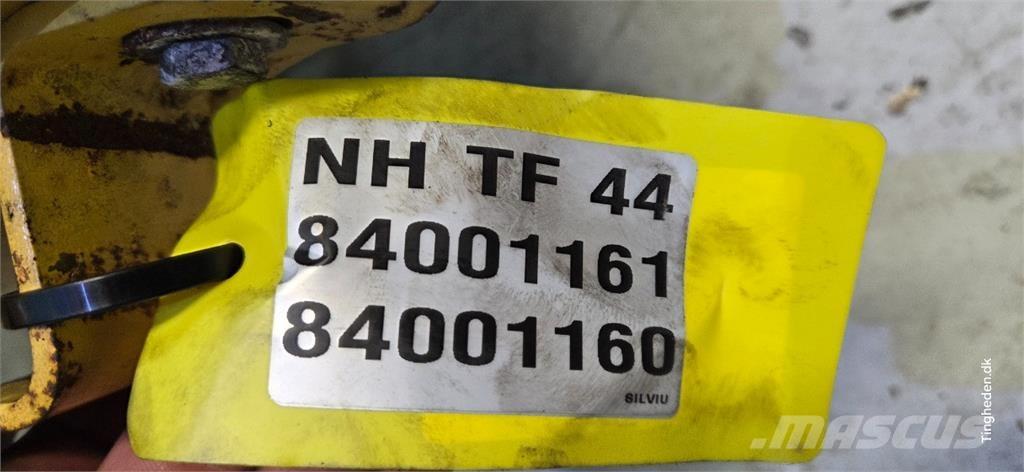 NH TF 44
84001161
84001160
SILVIU
Tingheden.dk
MASCUS